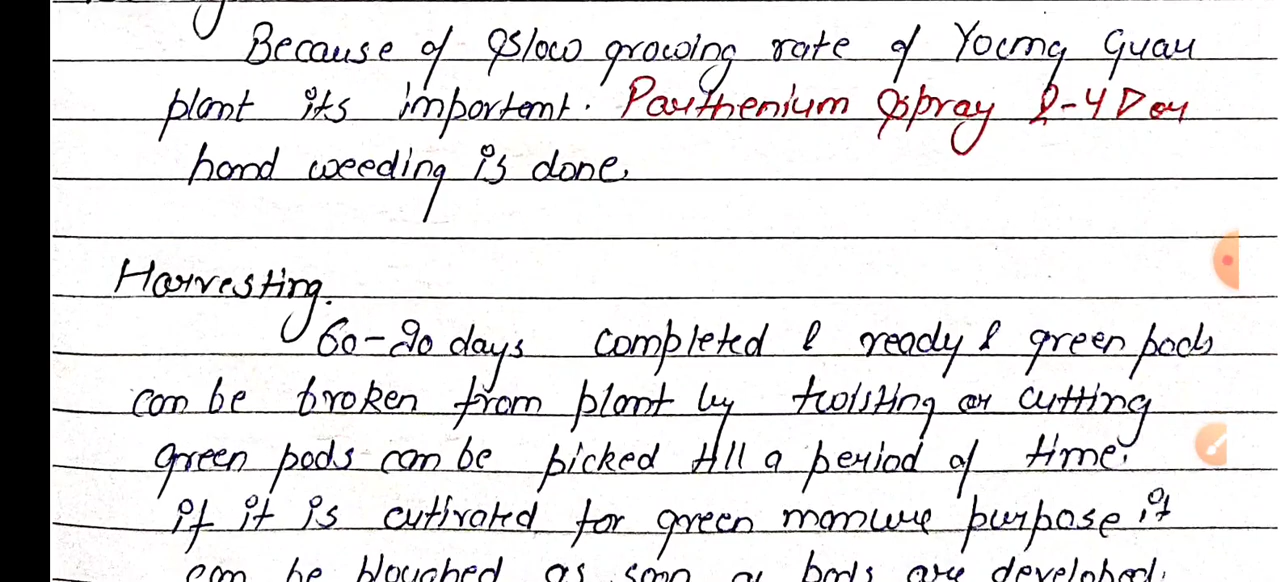 Because of slow growing rate of Young Guar
plant its important. Parthenium spray 2-4 D or
hand weeding is done.
Harvesting.
60-90 days completed & ready & green pods
can be broken from plant by twisting or cutting
green pods can be picked till a period of time.
if it is cutivated for green manure purpose it
can be ploughed as soon as pods are developed.